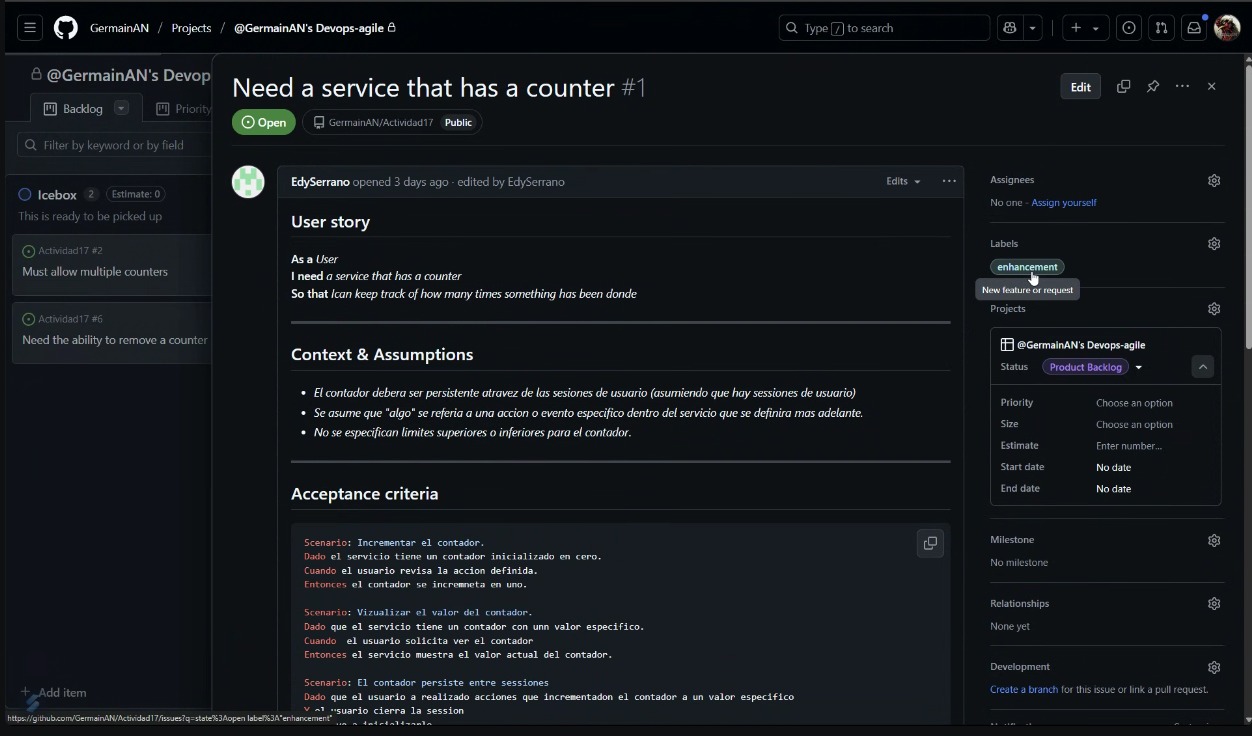 GermainAN / Projects / @GermainAN's Devops-agile
Type / to search
@GermainAN's Devop
Backlog
Priority
Filter by keyword or by field
Icebox 2 Estimate: 0
This is ready to be picked up
Actividad17 #2
Must allow multiple counters
Actividad17 #6
Need the ability to remove a counter
+ Add item
Need a service that has a counter #1
Edit
Open
GermainAN/Actividad17 Public
EdySerrano opened 3 days ago · edited by EdySerrano
Edits
User story
As a User
I need a service that has a counter
So that Ican keep track of how many times something has been donde
Context & Assumptions
• El contador debera ser persistente atravez de las sesiones de usuario (asumiendo que hay sessiones de usuario)
• Se asume que "algo" se referia a una accion o evento especifico dentro del servicio que se definira mas adelante.
• No se especifican limites superiores o inferiores para el contador.
Acceptance criteria
Scenario: Incrementar el contador.
Dado el servicio tiene un contador inicializado en cero.
Cuando el usuario revisa la accion definida.
Entonces el contador se incremneta en uno.
Scenario: Vizualizar el valor del contador.
Dado que el servicio tiene un contador con unn valor especifico.
Cuando el usuario solicita ver el contador
Entonces el servicio muestra el valor actual del contador.
Scenario: El contador persiste entre sessiones
Dado que el usuario a realizado acciones que incrementadon el contador a un valor especifico
Y el usuario cierra la session
Assignees
No one - Assign yourself
Labels
enhancement
New feature or request
Projects
@GermainAN's Devops-agile
Status Product Backlog
Priority Choose an option
Size Choose an option
Estimate Enter number...
Start date No date
End date No date
Milestone
No milestone
Relationships
None yet
Development
Create a branch for this issue or link a pull request.
https://github.com/GermainAN/Actividad17/issues?q=state%3Aopen label%3A"enhancement"